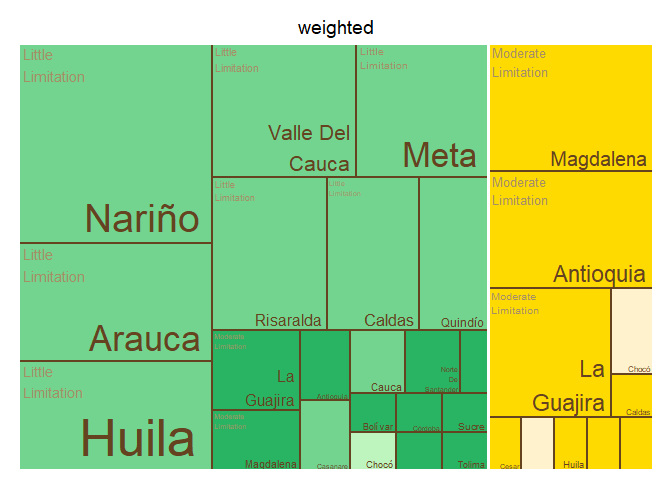 weighted
Little
Limitation
Nariño
Little
Limitation
Arauca
Little
Limitation
Huila
Little
Limitation
Valle Del
Cauca
Little
Limitation
Meta
Little
Limitation
Risaralda
Little
Limitation
Caldas
Quindío
Moderate
Limitation
La
Guajira
Moderate
Limitation
Magdalena
Antioquia
Casanare
Cauca
Norte
De
Santander
Bolívar
Córdoba
Sucre
Chocó
Tolima
Moderate
Limitation
Magdalena
Moderate
Limitation
Antioquia
Moderate
Limitation
La
Guajira
Chocó
Caldas
Cesar
Huila